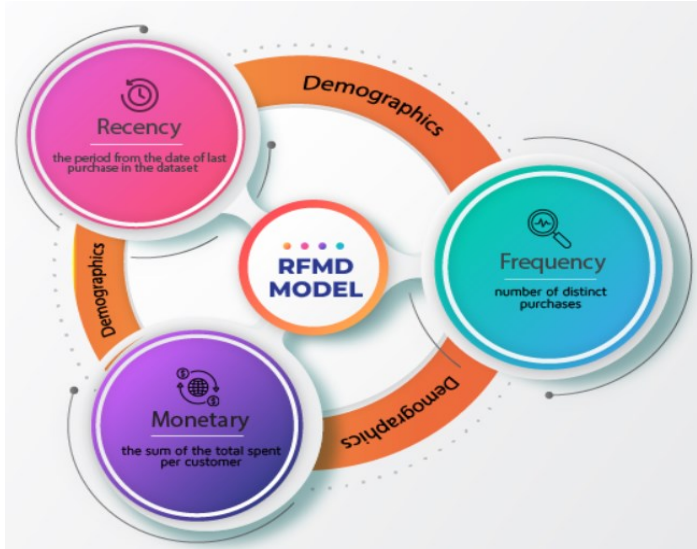 Demographics
Recency
the period from the date of last
purchase in the dataset
RFMD
MODEL
Frequency
number of distinct
purchases
Demographics
$
$
Monetary
the sum of the total spent
per customer
Demographics